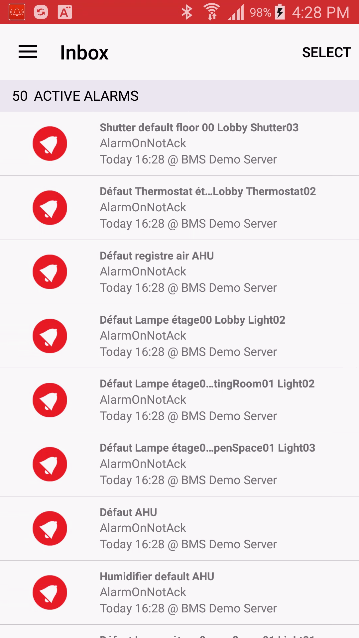 98% 4:28 PM
Inbox SELECT
50 ACTIVE ALARMS
Shutter default floor 00 Lobby Shutter03
AlarmOnNotAck
Today 16:28 @ BMS Demo Server
Défaut Thermostat ét...Lobby Thermostat02
AlarmOnNotAck
Today 16:28 @ BMS Demo Server
Défaut registre air AHU
AlarmOnNotAck
Today 16:28 @ BMS Demo Server
Défaut Lampe étage00 Lobby Light02
AlarmOnNotAck
Today 16:28 @ BMS Demo Server
Défaut Lampe étage0...tingRoom01 Light02
AlarmOnNotAck
Today 16:28 @ BMS Demo Server
Défaut Lampe étage0...penSpace01 Light03
AlarmOnNotAck
Today 16:28 @ BMS Demo Server
Défaut AHU
AlarmOnNotAck
Today 16:28 @ BMS Demo Server
Humidifier default AHU
AlarmOnNotAck
Today 16:28 @ BMS Demo Server